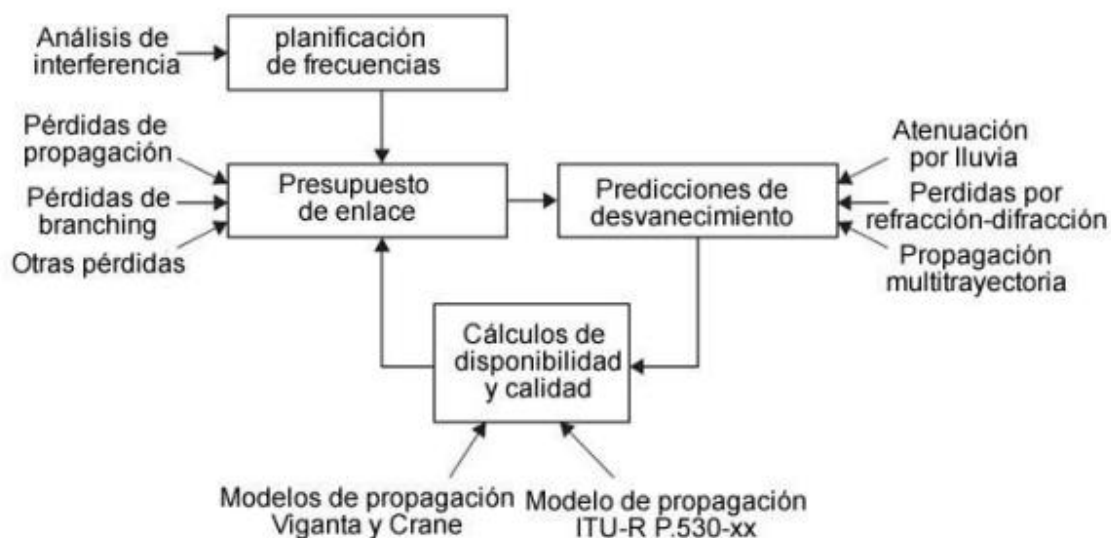 Análisis de
interferencia
planificación
de frecuencias
Pérdidas de
propagación
Pérdidas de
branching
Otras pérdidas
Presupuesto
de enlace
Predicciones de
desvanecimiento
Atenuación
por lluvia
Perdidas por
refracción-difracción
Propagación
multitrayectoria
Cálculos de
disponibilidad
y calidad
Modelos de propagación
Viganta y Crane
Modelo de propagación
ITU-R P.530-xx